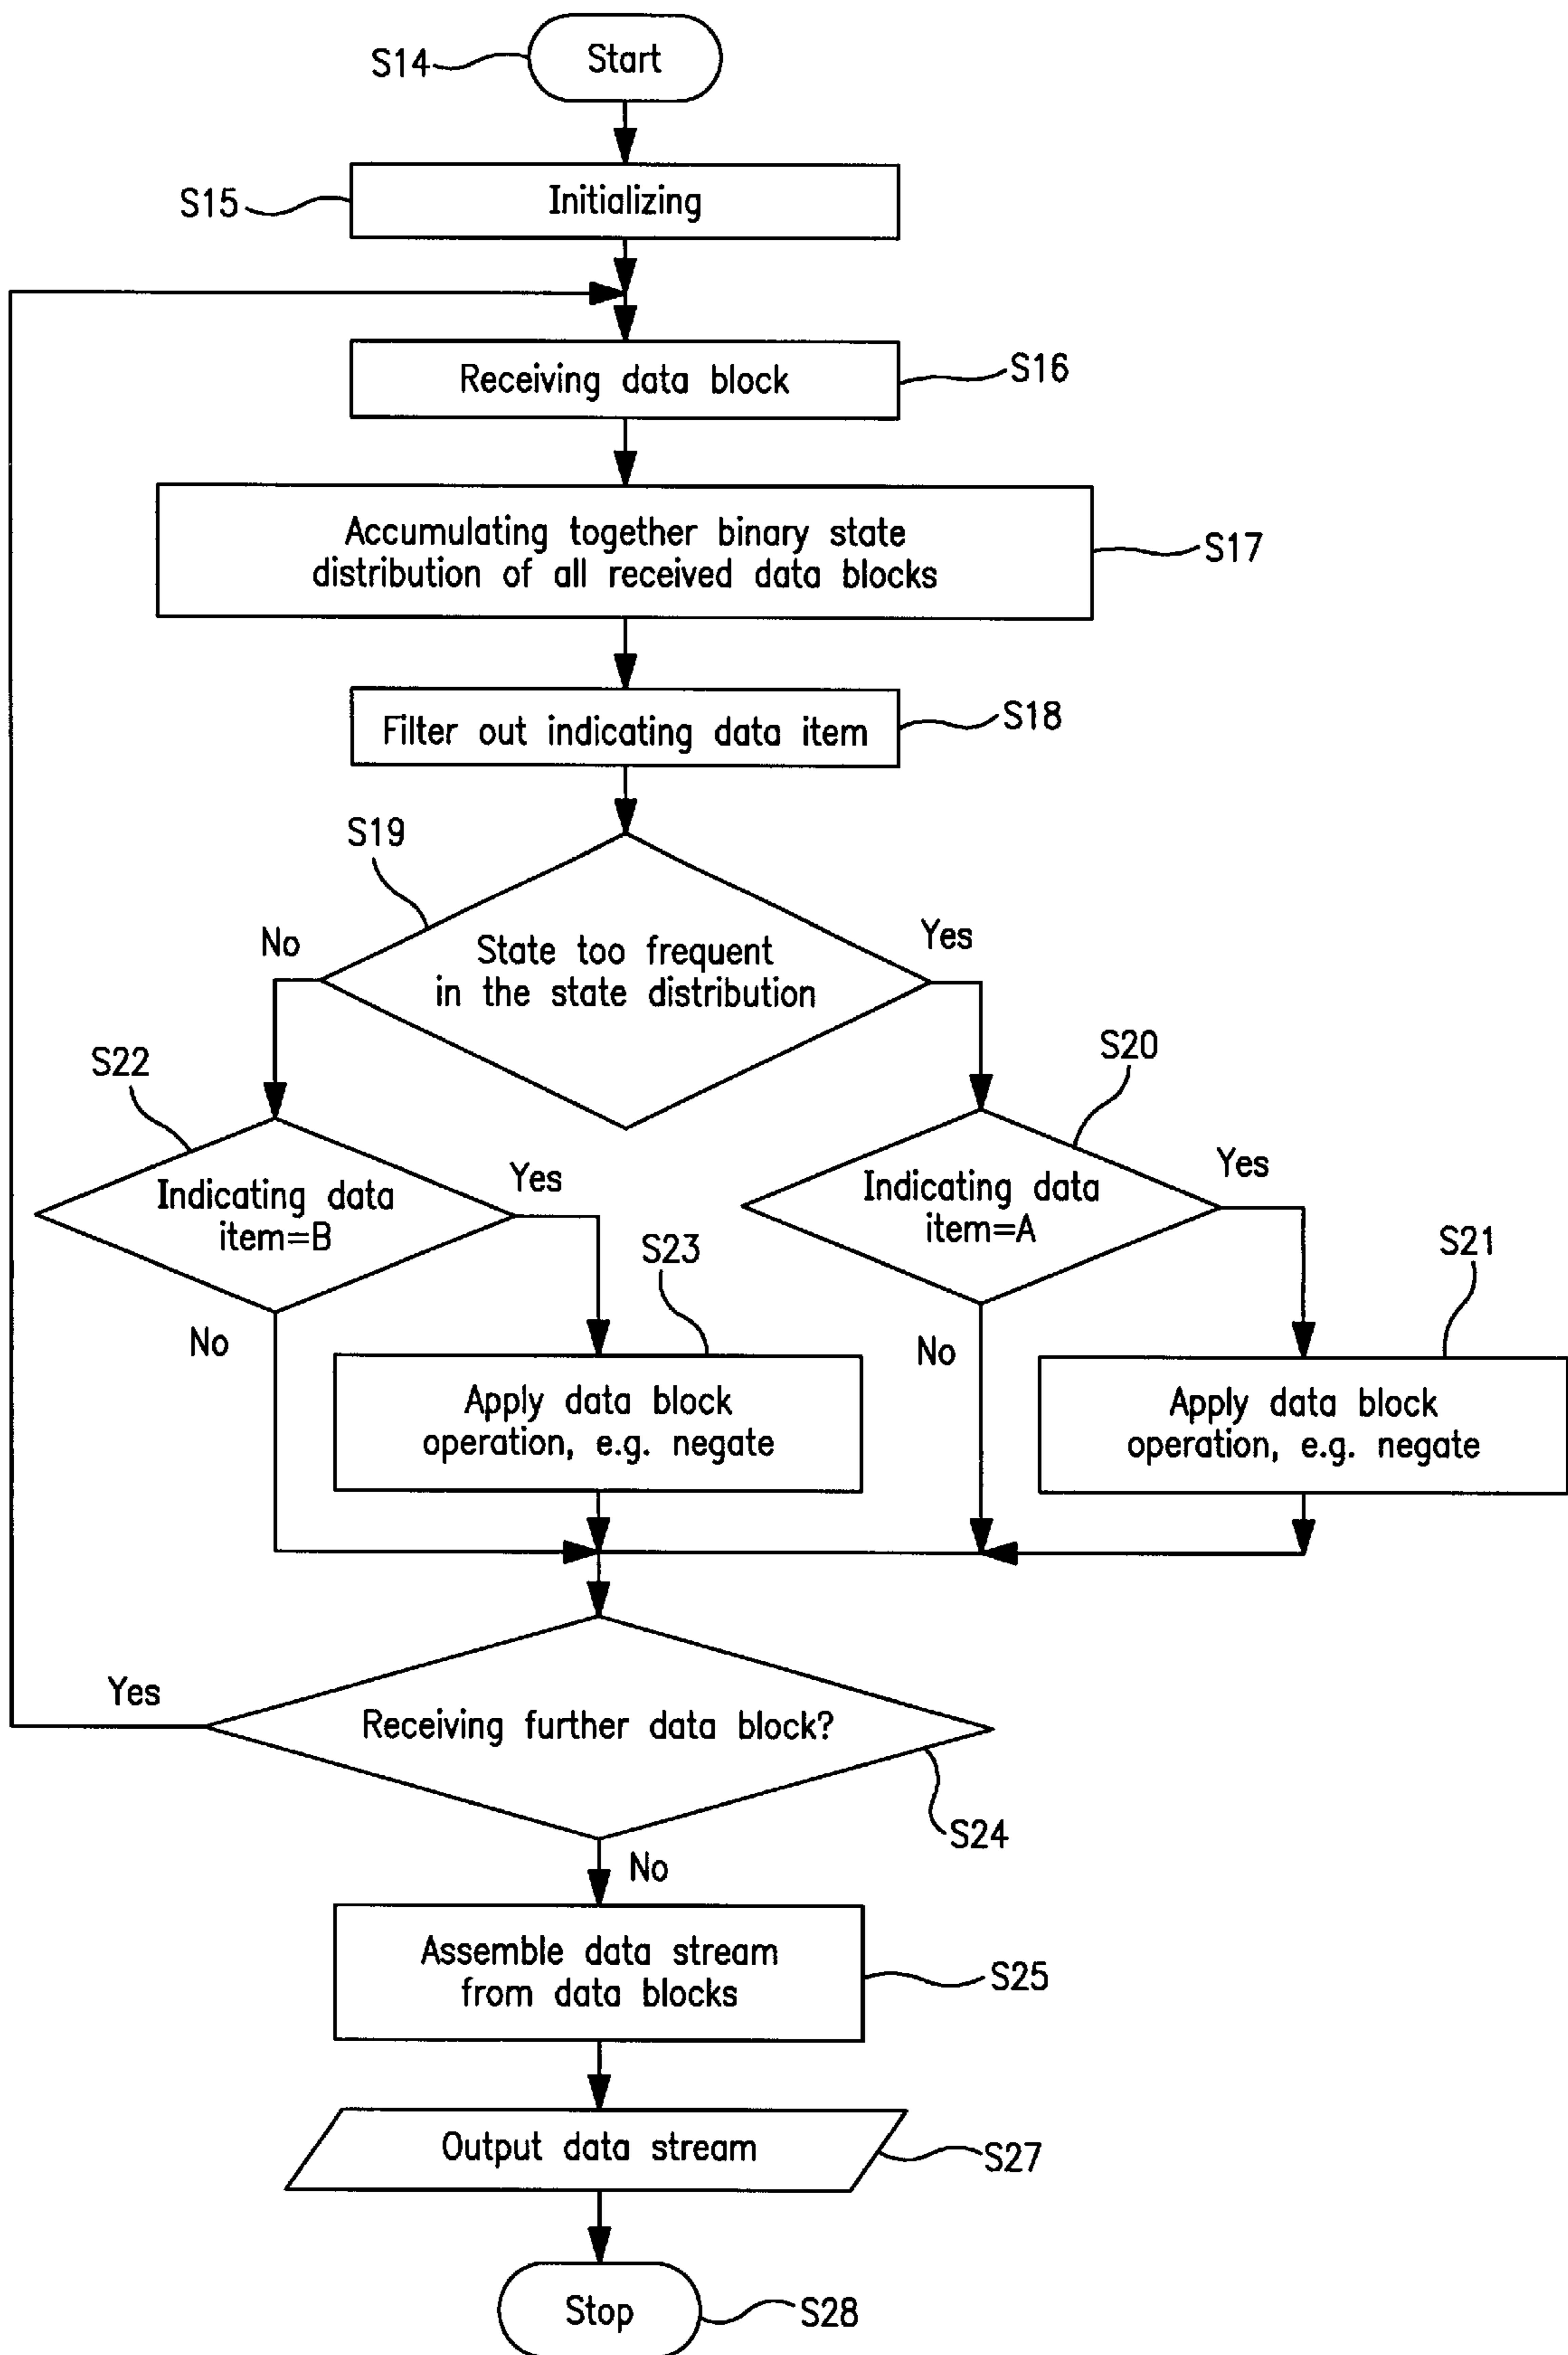 S14
Start
S15
Initializing
Receiving data block
S16
Accumulating together binary state
distribution of all received data blocks
S17
Filter out indicating data item
S18
S19
No
State too frequent
in the state distribution
Yes
S22
Indicating data
item=B
Yes
No
S20
Indicating data
item=A
Yes
No
S23
Apply data block
operation, e.g. negate
S21
Apply data block
operation, e.g. negate
Yes
Receiving further data block?
S24
No
Assemble data stream
from data blocks
S25
Output data stream
S27
Stop
S28